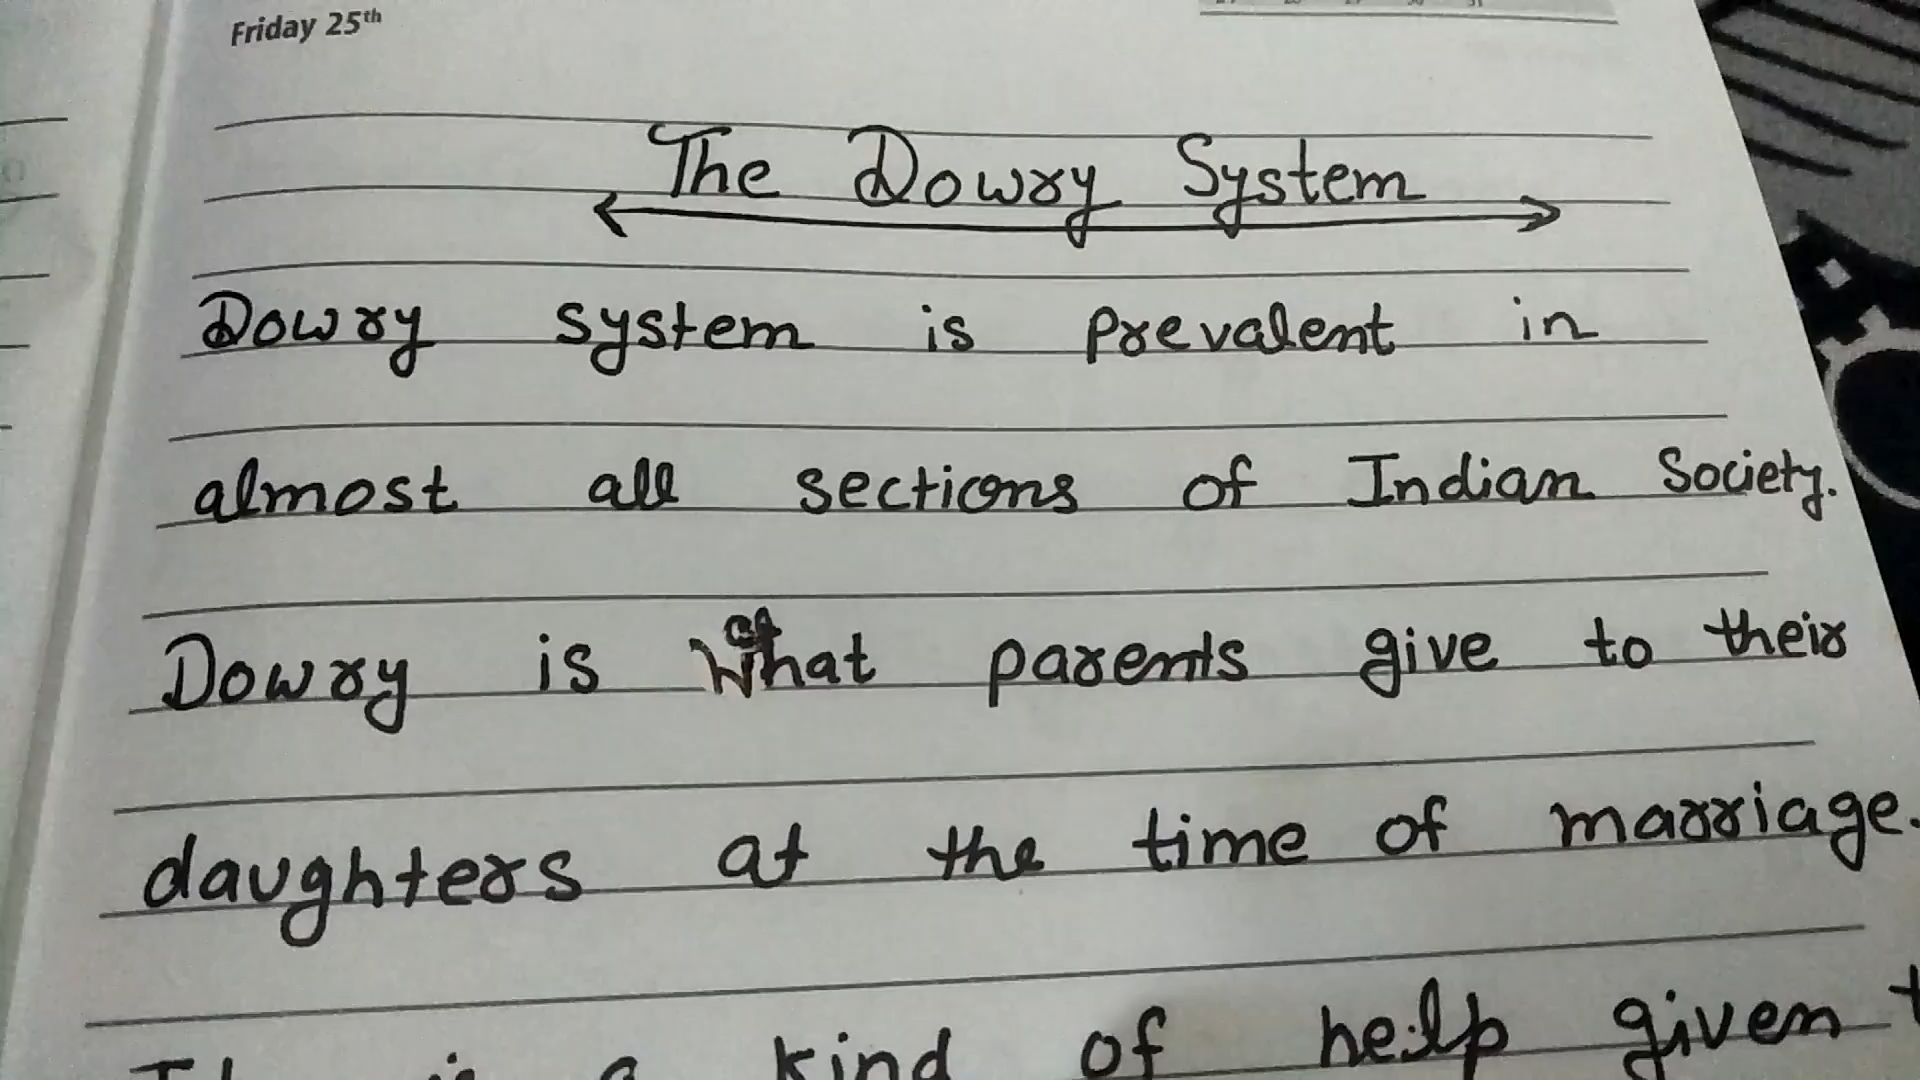 Friday 25th
The Dowry System
Dowry system is prevalent in
almost all sections of Indian Society.
Dowry is what parents give to their
daughters at the time of marriage.
is a kind of help given